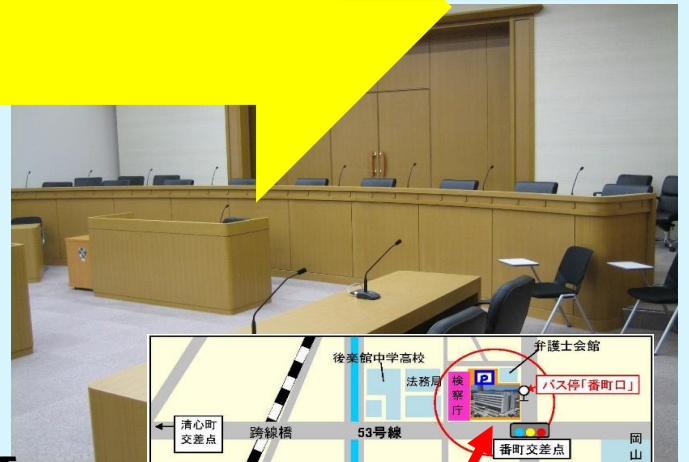 後楽館中学高校
弁護士会館
法務局
検察庁
P
バス停「番町口」
清心町
交差点
跨線橋
53号線
番町交差点
岡山